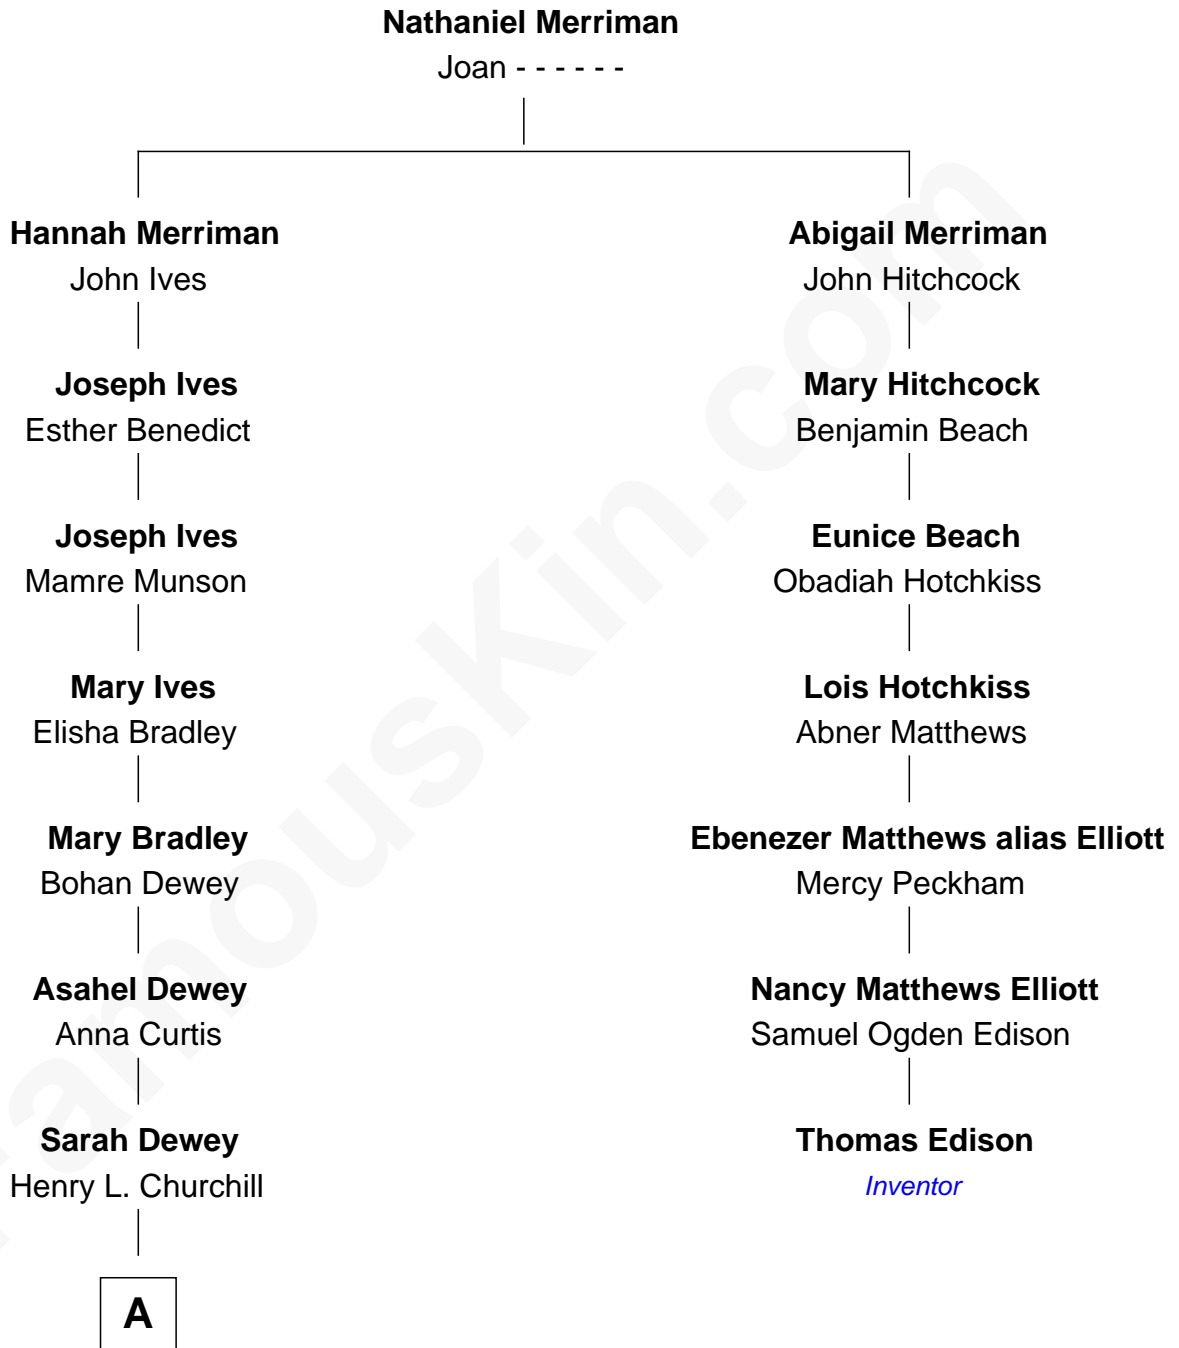 Nathaniel Merriman
Joan - - - - - -
Hannah Merriman
John Ives
Abigail Merriman
John Hitchcock
Joseph Ives
Esther Benedict
Mary Hitchcock
Benjamin Beach
Joseph Ives
Mamre Munson
Eunice Beach
Obadiah Hotchkiss
Mary Ives
Elisha Bradley
Lois Hotchkiss
Abner Matthews
Mary Bradley
Bohan Dewey
Ebenezer Matthews alias Elliott
Mercy Peckham
Asahel Dewey
Anna Curtis
Nancy Matthews Elliott
Samuel Ogden Edison
Sarah Dewey
Henry L. Churchill
Thomas Edison
Inventor
A
FamousKin.com